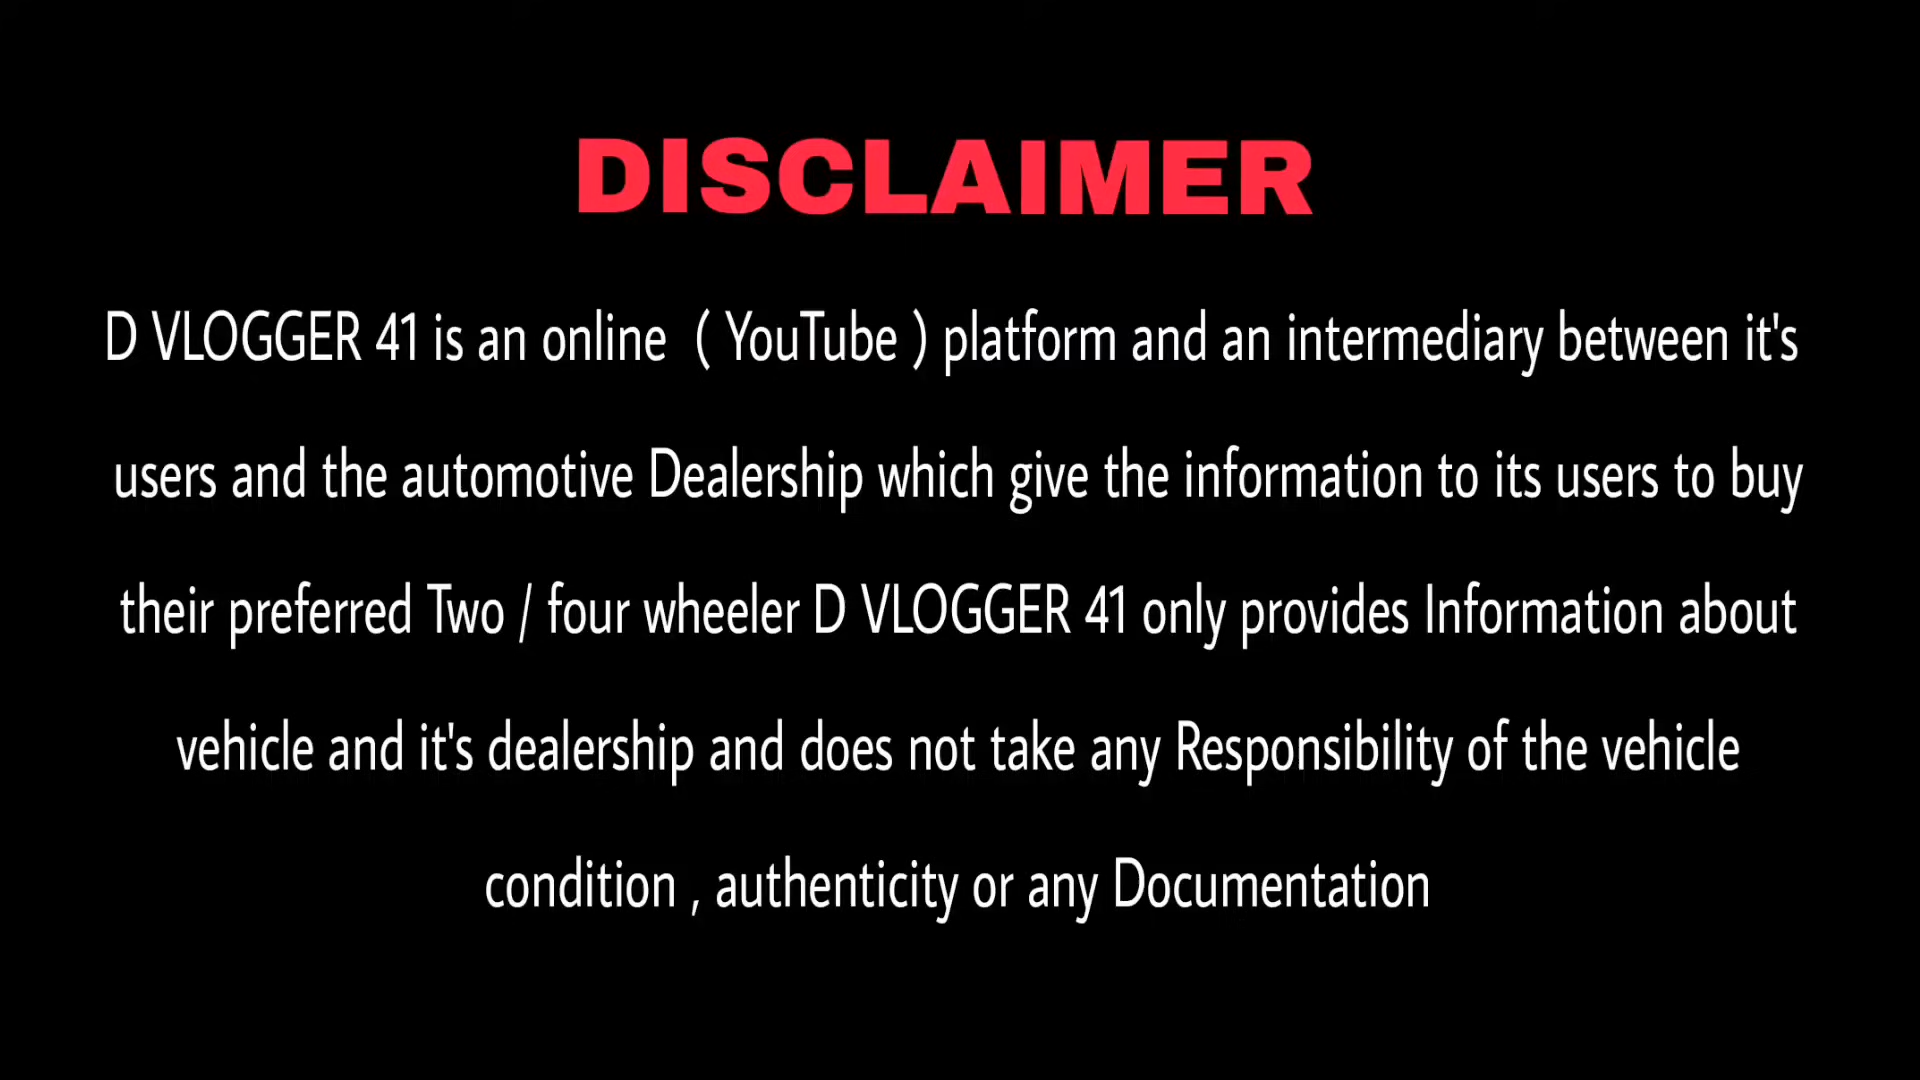 DISCLAIMER
D VLOGGER 41 is an online ( YouTube ) platform and an intermediary between it's
users and the automotive Dealership which give the information to its users to buy
their preferred Two / four wheeler D VLOGGER 41 only provides Information about
vehicle and it's dealership and does not take any Responsibility of the vehicle
condition , authenticity or any Documentation